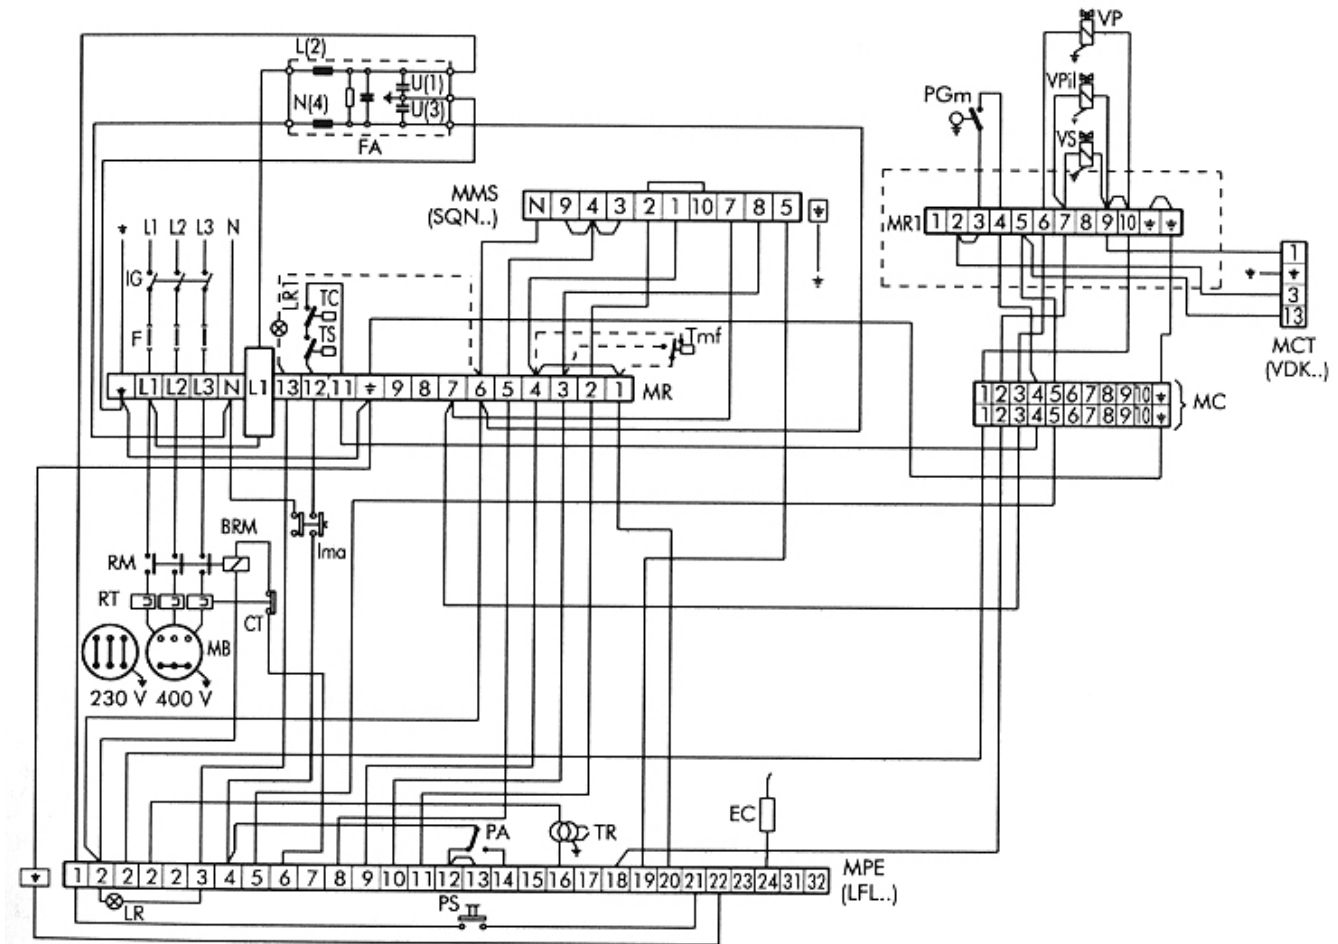 L(2)
U(1)
N(4)
U(3)
FA
VP
PGm
VPil
VS
MMS
(SQN..)
N 9 4 3 2 1 10 7 8 5
MR1
1 2 3 4 5 6 7 8 9 10
1
3
13
MCT
(VDK..)
L1 L2 L3 N
IG
F
LR1
TC
TS
Tmf
L1 L2 L3 N L1 13 12 11 9 8 7 6 5 4 3 2 1
MR
1 2 3 4 5 6 7 8 9 10
1 2 3 4 5 6 7 8 9 10
MC
BRM
Ima
RM
RT
CT
MB
230 V 400 V
EC
PA
TR
1 2 2 2 2 3 4 5 6 7 8 9 10 11 12 13 14 15 16 17 18 19 20 21 22 23 24 31 32
MPE
(LFL..)
LR
PS